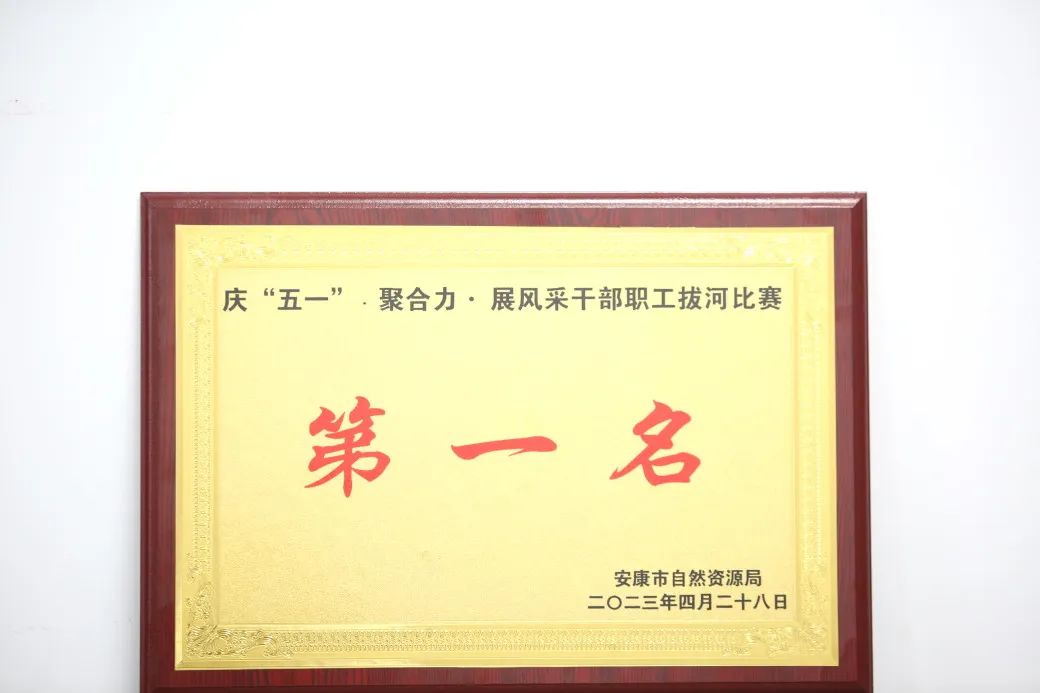 庆“五一”·聚合力·展风采干部职工拔河比赛
第一名
安康市自然资源局
二〇二三年四月二十八日